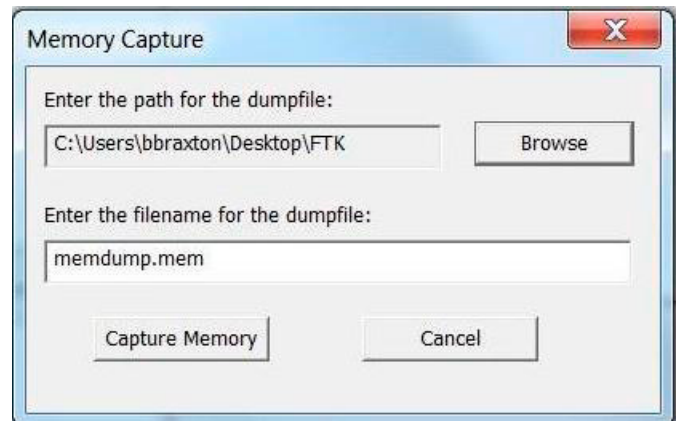 Memory Capture
Enter the path for the dumpfile:
C:\Users\bbraxton\Desktop\FTK
Browse
Enter the filename for the dumpfile:
memdump.mem
Capture Memory
Cancel